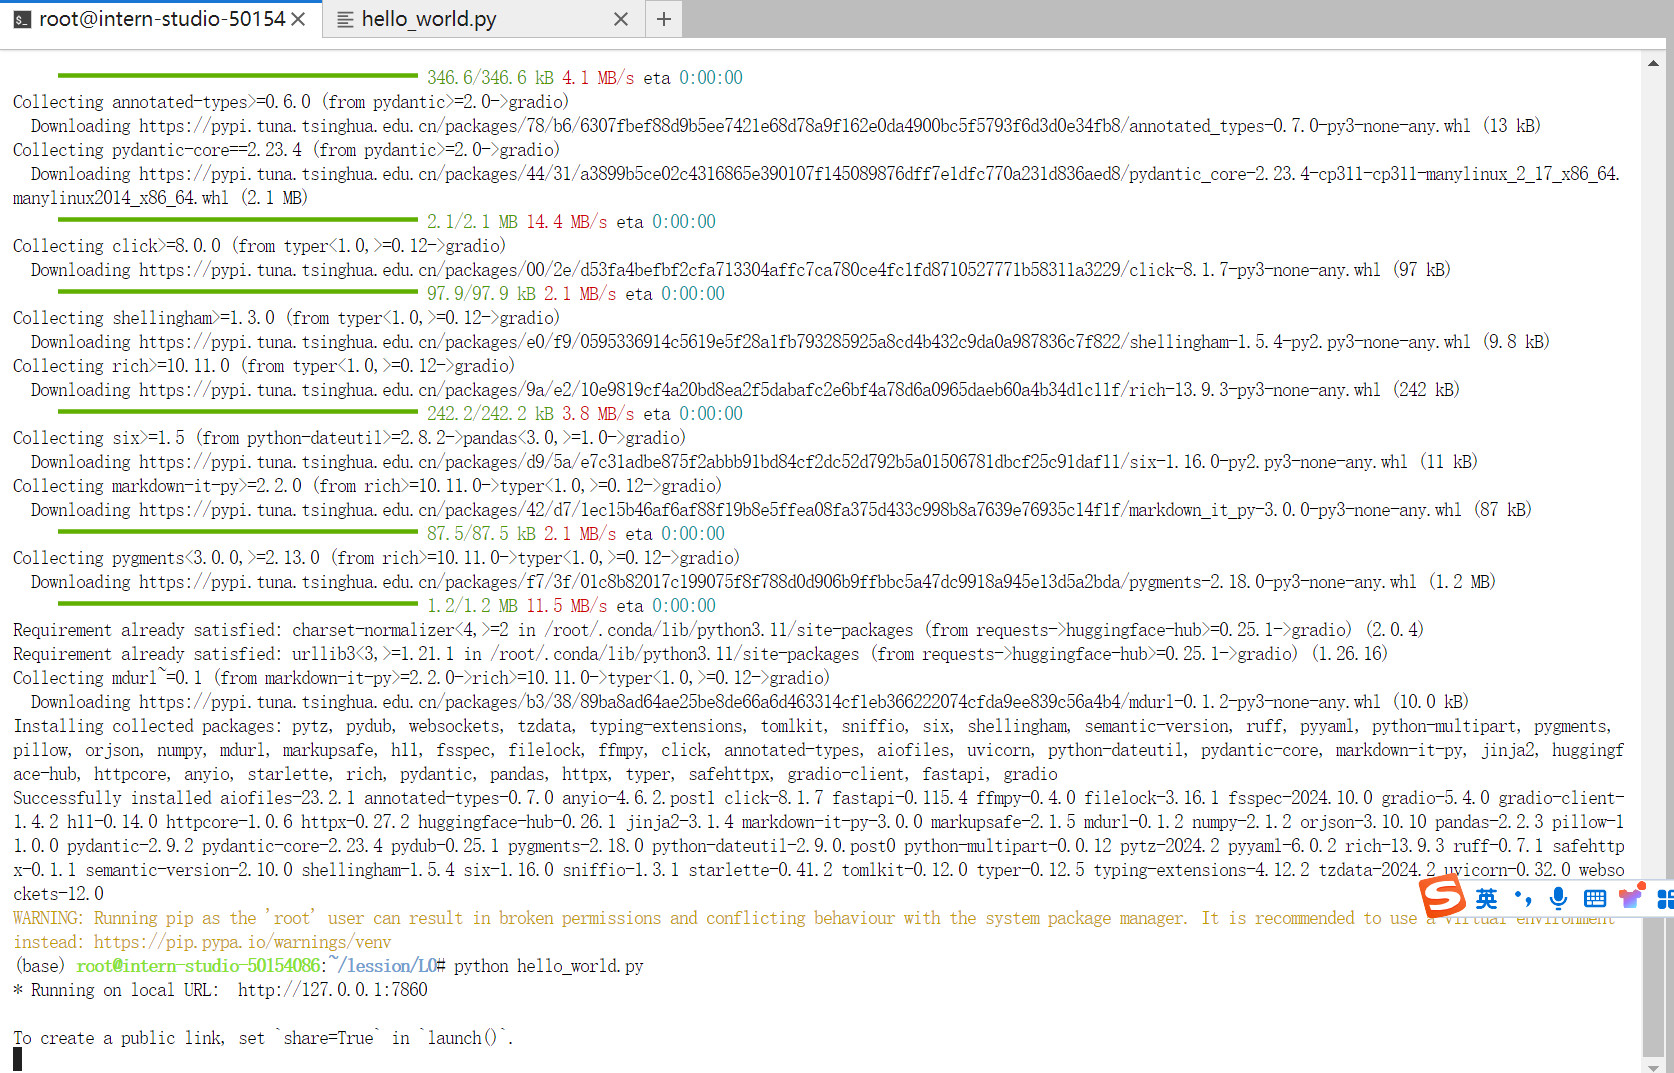 root@intern-studio-50154
hello_world.py
346.6/346.6 kB 4.1 MB/s eta 0:00:00
Collecting annotated-types>=0.6.0 (from pydantic>=2.0->gradio)
Downloading https://pypi.tuna.tsinghua.edu.cn/packages/78/b6/6307fbef88d9b5ee7421e68d78a9f162e0da4900bc5f5793f6d3d0e34fb8/annotated_types-0.7.0-py3-none-any.whl (13 kB)
Collecting pydantic-core==2.23.4 (from pydantic>=2.0->gradio)
Downloading https://pypi.tuna.tsinghua.edu.cn/packages/44/31/a3899b5ce02c4316865e390107f145089876dff7e1dfc770a231d836aed8/pydantic_core-2.23.4-cp311-cp311-manylinux_2_17_x86_64.
manylinux2014_x86_64.whl (2.1 MB)
2.1/2.1 MB 14.4 MB/s eta 0:00:00
Collecting click>=8.0.0 (from typer<1.0,>=0.12->gradio)
Downloading https://pypi.tuna.tsinghua.edu.cn/packages/00/2e/d53fa4befbf2cfa713304affc7ca780ce4fc1fd8710527771b58311a3229/click-8.1.7-py3-none-any.whl (97 kB)
97.9/97.9 kB 2.1 MB/s eta 0:00:00
Collecting shellingham>=1.3.0 (from typer<1.0,>=0.12->gradio)
Downloading https://pypi.tuna.tsinghua.edu.cn/packages/e0/f9/0595336914c5619e5f28a1fb793285925a8cd4b432c9da0a987836c7f822/shellingham-1.5.4-py2.py3-none-any.whl (9.8 kB)
Collecting rich>=10.11.0 (from typer<1.0,>=0.12->gradio)
Downloading https://pypi.tuna.tsinghua.edu.cn/packages/9a/e2/10e9819cf4a20bd8ea2f5dabafc2e6bf4a78d6a0965daeb60a4b34d1c11f/rich-13.9.3-py3-none-any.whl (242 kB)
242.2/242.2 kB 3.8 MB/s eta 0:00:00
Collecting six>=1.5 (from python-dateutil>=2.8.2->pandas<3.0,>=1.0->gradio)
Downloading https://pypi.tuna.tsinghua.edu.cn/packages/d9/5a/e7c31adbe875f2abbb91bd84cf2dc52d792b5a01506781dbcf25c91daf11/six-1.16.0-py2.py3-none-any.whl (11 kB)
Collecting markdown-it-py>=2.2.0 (from rich>=10.11.0->typer<1.0,>=0.12->gradio)
Downloading https://pypi.tuna.tsinghua.edu.cn/packages/42/d7/1ec15b46af6af88f19b8e5ffea08fa375d433c998b8a7639e76935c14f1f/markdown_it_py-3.0.0-py3-none-any.whl (87 kB)
87.5/87.5 kB 2.1 MB/s eta 0:00:00
Collecting pygments<3.0.0,>=2.13.0 (from rich>=10.11.0->typer<1.0,>=0.12->gradio)
Downloading https://pypi.tuna.tsinghua.edu.cn/packages/f7/3f/01c8b82017c199075f8f788d0d906b9ffbbc5a47dc9918a945e13d5a2bda/pygments-2.18.0-py3-none-any.whl (1.2 MB)
1.2/1.2 MB 11.5 MB/s eta 0:00:00
Requirement already satisfied: charset-normalizer<4,>=2 in /root/.conda/lib/python3.11/site-packages (from requests->huggingface-hub>=0.25.1->gradio) (2.0.4)
Requirement already satisfied: urllib3<3,>=1.21.1 in /root/.conda/lib/python3.11/site-packages (from requests->huggingface-hub>=0.25.1->gradio) (1.26.16)
Collecting mdurl~=0.1 (from markdown-it-py>=2.2.0->rich>=10.11.0->typer<1.0,>=0.12->gradio)
Downloading https://pypi.tuna.tsinghua.edu.cn/packages/b3/38/89ba8ad64ae25be8de66a6d463314cf1eb366222074cfda9ee839c56a4b4/mdurl-0.1.2-py3-none-any.whl (10.0 kB)
Installing collected packages: pytz, pydub, websockets, tzdata, typing-extensions, tomlkit, sniffio, six, shellingham, semantic-version, ruff, pyyaml, python-multipart, pygments,
pillow, orjson, numpy, mdurl, markupsafe, h11, fsspec, filelock, ffmpy, click, annotated-types, aiofiles, uvicorn, python-dateutil, pydantic-core, markdown-it-py, jinja2, huggingf
ace-hub, httpcore, anyio, starlette, rich, pydantic, pandas, httpx, typer, safehttpx, gradio-client, fastapi, gradio
Successfully installed aiofiles-23.2.1 annotated-types-0.7.0 anyio-4.6.2.post1 click-8.1.7 fastapi-0.115.4 ffmpy-0.4.0 filelock-3.16.1 fsspec-2024.10.0 gradio-5.4.0 gradio-client-
1.4.2 h11-0.14.0 httpcore-1.0.6 httpx-0.27.2 huggingface-hub-0.26.1 jinja2-3.1.4 markdown-it-py-3.0.0 markupsafe-2.1.5 mdurl-0.1.2 numpy-2.1.2 orjson-3.10.10 pandas-2.2.3 pillow-1
1.0.0 pydantic-2.9.2 pydantic-core-2.23.4 pydub-0.25.1 pygments-2.18.0 python-dateutil-2.9.0.post0 python-multipart-0.0.12 pytz-2024.2 pyyaml-6.0.2 rich-13.9.3 ruff-0.7.1 safehttp
x-0.1.1 semantic-version-2.10.0 shellingham-1.5.4 six-1.16.0 sniffio-1.3.1 starlette-0.41.2 tomlkit-0.12.0 typer-0.12.5 typing-extensions-4.12.2 tzdata-2024.2 uvicorn-0.32.0 webso
ckets-12.0
英
WARNING: Running pip as the 'root' user can result in broken permissions and conflicting behaviour with the system package manager. It is recommended to use a virtual environment
instead: https://pip.pypa.io/warnings/venv
(base) root@intern-studio-50154086:~/lession/L0# python hello_world.py
* Running on local URL:  http://127.0.0.1:7860
To create a public link, set `share=True` in `launch()`.